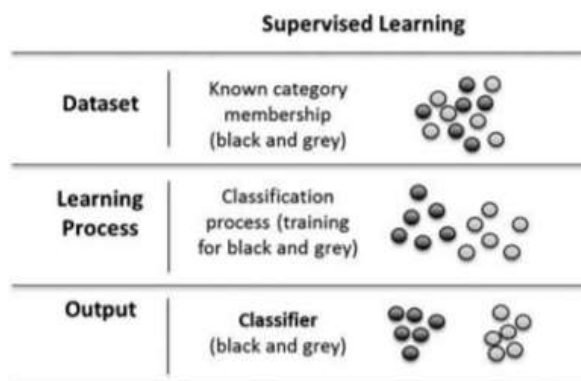 Supervised Learning
Dataset
Known category
membership
(black and grey)
Learning
Process
Classification
process (training
for black and grey)
Output
Classifier
(black and grey)